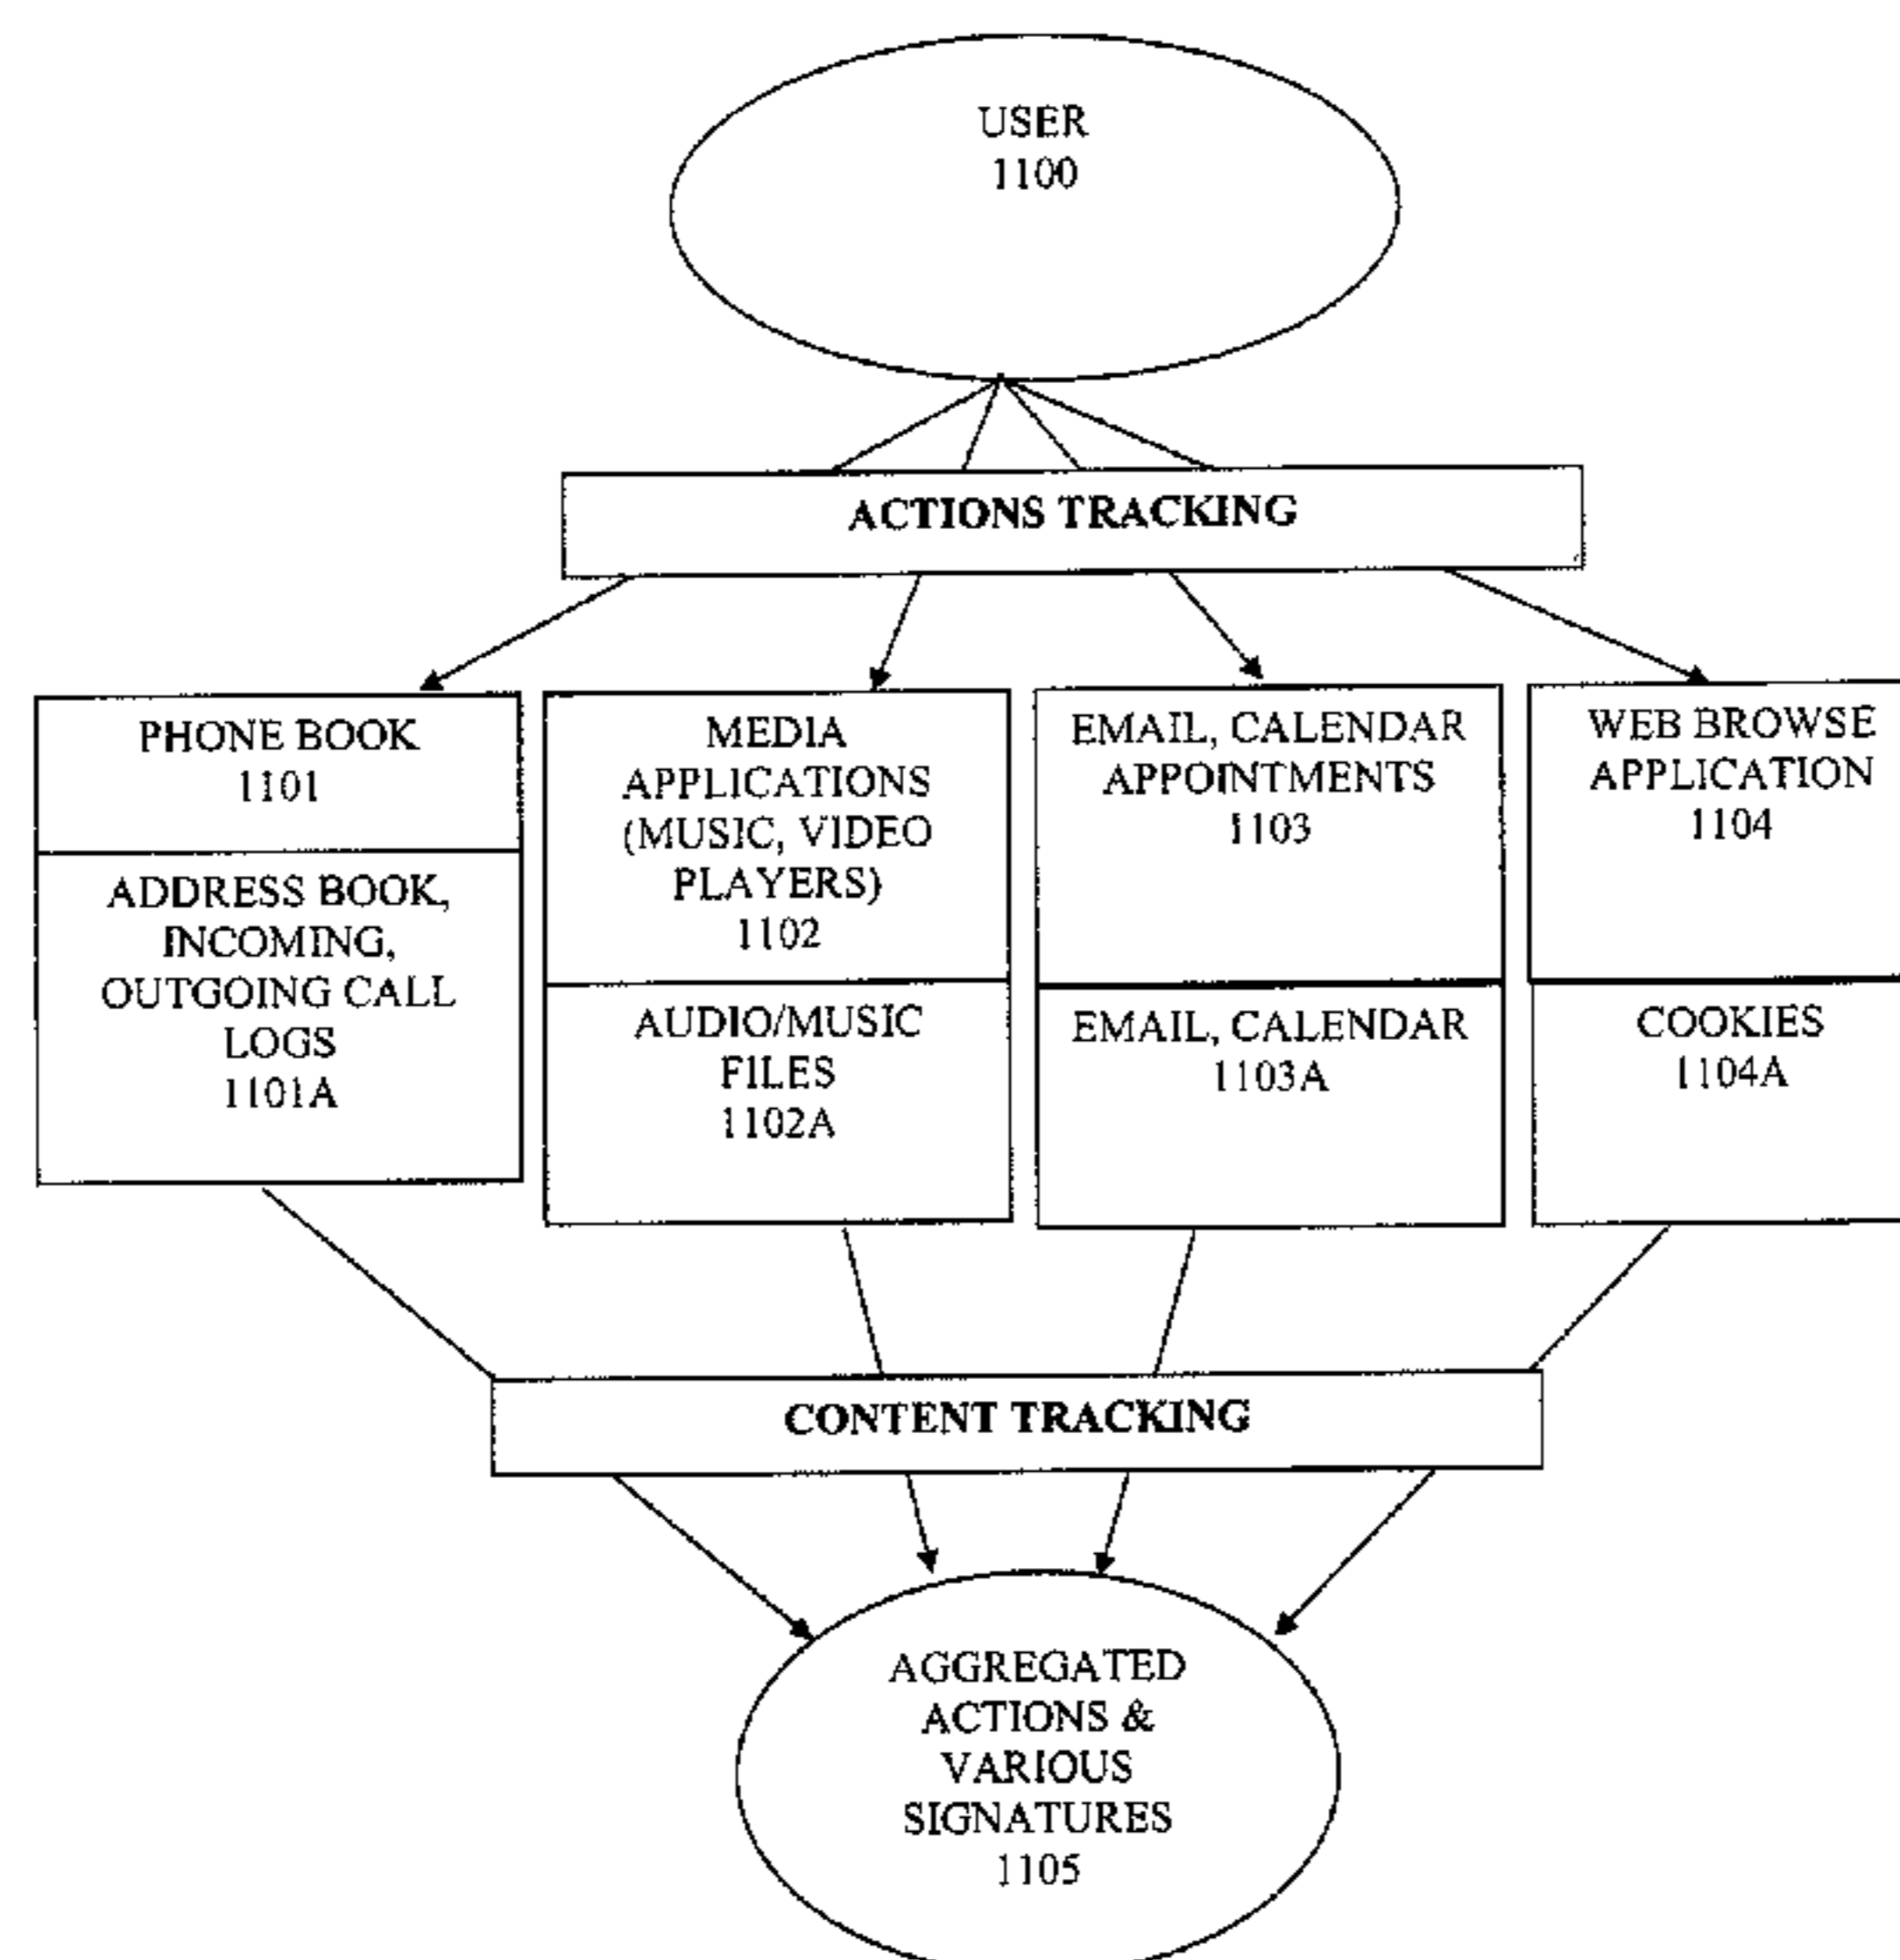 USER
1100
ACTIONS TRACKING
PHONE BOOK
1101
ADDRESS BOOK,
INCOMING,
OUTGOING CALL
LOGS
1101A
MEDIA
APPLICATIONS
(MUSIC, VIDEO
PLAYERS)
1102
AUDIO/MUSIC
FILES
1102A
EMAIL, CALENDAR
APPOINTMENTS
1103
EMAIL, CALENDAR
1103A
WEB BROWSE
APPLICATION
1104
COOKIES
1104A
CONTENT TRACKING
AGGREGATED
ACTIONS &
VARIOUS
SIGNATURES
1105